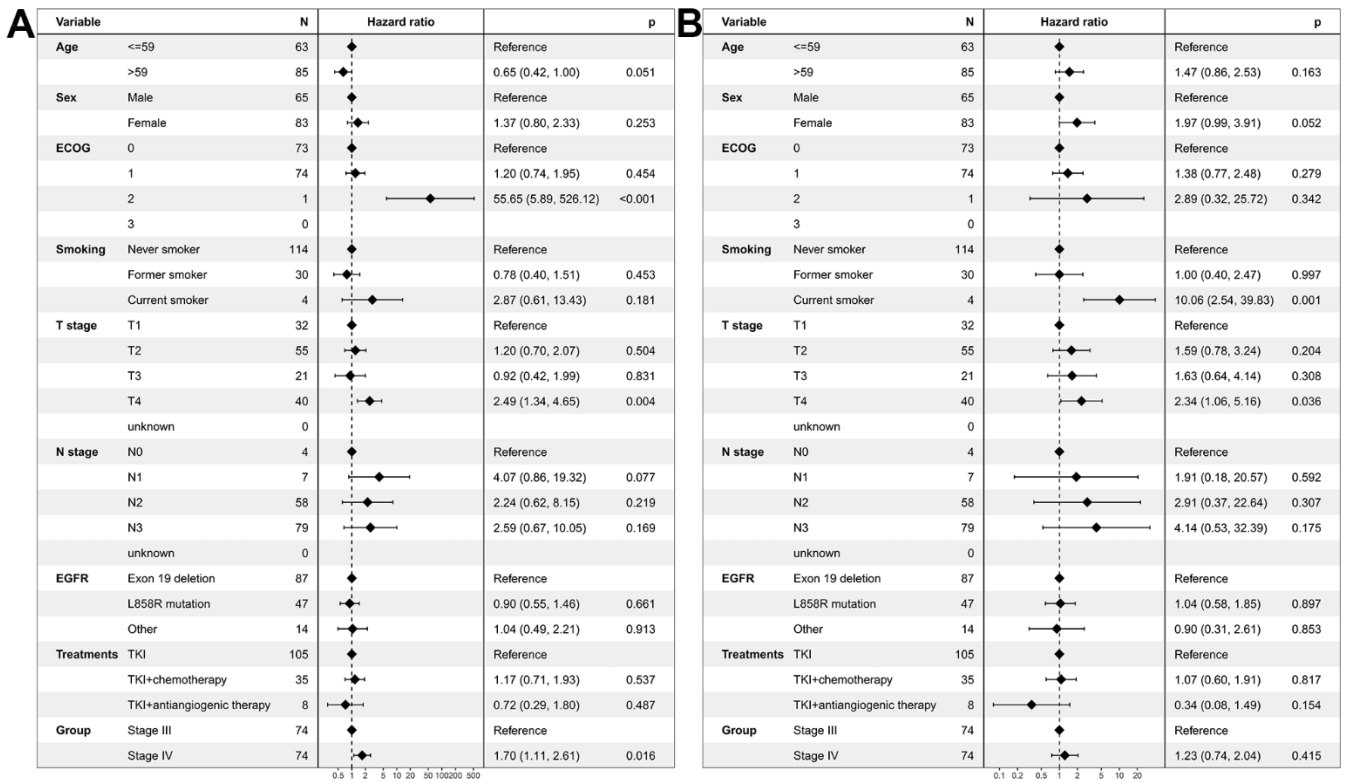 A
Variable N Hazard ratio p
Age <=59 63 Reference
>59 85 0.65 (0.42, 1.00) 0.051
Sex Male 65 Reference
Female 83 1.37 (0.80, 2.33) 0.253
ECOG 0 73 Reference
1 74 1.20 (0.74, 1.95) 0.454
2 1 55.65 (5.89, 526.12) <0.001
3 0
Smoking Never smoker 114 Reference
Former smoker 30 0.78 (0.40, 1.51) 0.453
Current smoker 4 2.87 (0.61, 13.43) 0.181
T stage T1 32 Reference
T2 55 1.20 (0.70, 2.07) 0.504
T3 21 0.92 (0.42, 1.99) 0.831
T4 40 2.49 (1.34, 4.65) 0.004
unknown 0
N stage N0 4 Reference
N1 7 4.07 (0.86, 19.32) 0.077
N2 58 2.24 (0.62, 8.15) 0.219
N3 79 2.59 (0.67, 10.05) 0.169
unknown 0
EGFR Exon 19 deletion 87 Reference
L858R mutation 47 0.90 (0.55, 1.46) 0.661
Other 14 1.04 (0.49, 2.21) 0.913
Treatments TKI 105 Reference
TKI+chemotherapy 35 1.17 (0.71, 1.93) 0.537
TKI+antiangiogenic therapy 8 0.72 (0.29, 1.80) 0.487
Group Stage III 74 Reference
Stage IV 74 1.70 (1.11, 2.61) 0.016
0.5 1 2 5 10 20 50 100200 500
B
Variable N Hazard ratio p
Age <=59 63 Reference
>59 85 1.47 (0.86, 2.53) 0.163
Sex Male 65 Reference
Female 83 1.97 (0.99, 3.91) 0.052
ECOG 0 73 Reference
1 74 1.38 (0.77, 2.48) 0.279
2 1 2.89 (0.32, 25.72) 0.342
3 0
Smoking Never smoker 114 Reference
Former smoker 30 1.00 (0.40, 2.47) 0.997
Current smoker 4 10.06 (2.54, 39.83) 0.001
T stage T1 32 Reference
T2 55 1.59 (0.78, 3.24) 0.204
T3 21 1.63 (0.64, 4.14) 0.308
T4 40 2.34 (1.06, 5.16) 0.036
unknown 0
N stage N0 4 Reference
N1 7 1.91 (0.18, 20.57) 0.592
N2 58 2.91 (0.37, 22.64) 0.307
N3 79 4.14 (0.53, 32.39) 0.175
unknown 0
EGFR Exon 19 deletion 87 Reference
L858R mutation 47 1.04 (0.58, 1.85) 0.897
Other 14 0.90 (0.31, 2.61) 0.853
Treatments TKI 105 Reference
TKI+chemotherapy 35 1.07 (0.60, 1.91) 0.817
TKI+antiangiogenic therapy 8 0.34 (0.08, 1.49) 0.154
Group Stage III 74 Reference
Stage IV 74 1.23 (0.74, 2.04) 0.415
0.1 0.2 0.5 1 2 5 10 20